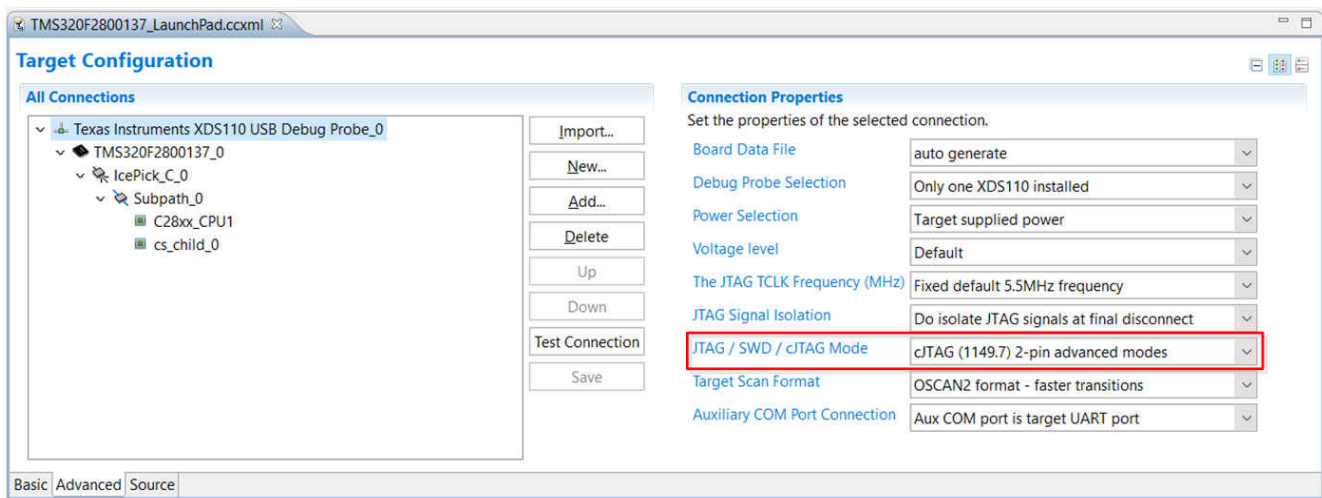 TMS320F2800137_LaunchPad.ccxml
Target Configuration
All Connections
Texas Instruments XDS110 USB Debug Probe_0
TMS320F2800137_0
IcePick_C_0
Subpath_0
C28xx_CPU1
cs_child_0
Import...
New...
Add...
Delete
Up
Down
Test Connection
Save
Connection Properties
Set the properties of the selected connection.
Board Data File auto generate
Debug Probe Selection Only one XDS110 installed
Power Selection Target supplied power
Voltage level Default
The JTAG TCLK Frequency (MHz) Fixed default 5.5MHz frequency
JTAG Signal Isolation Do isolate JTAG signals at final disconnect
JTAG / SWD / cJTAG Mode cJTAG (1149.7) 2-pin advanced modes
Target Scan Format OSCAN2 format - faster transitions
Auxiliary COM Port Connection Aux COM port is target UART port
Basic Advanced Source